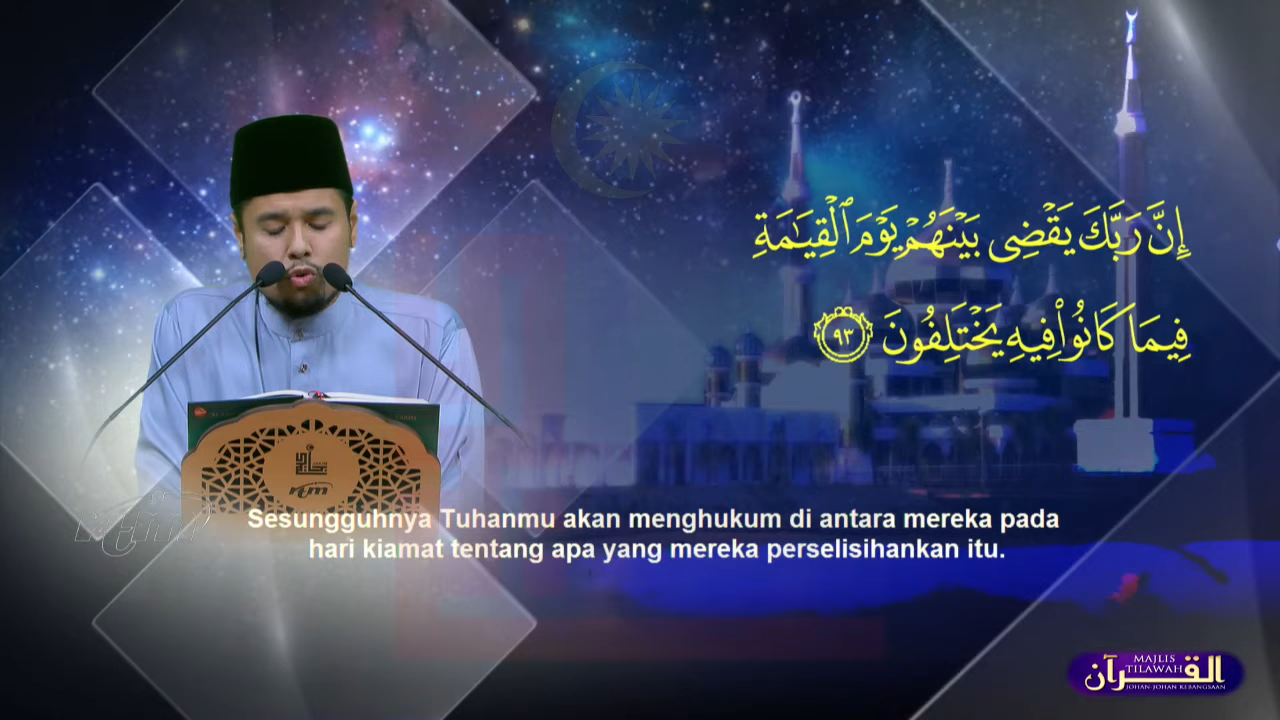 إِنَّ رَبَّكَ يَقْضِى بَيْنَهُمْ يَوْمَ ٱلْقِيَـٰمَةِ
فِيمَا كَانُوا۟ فِيهِ يَخْتَلِفُونَ ٩٣
rtm
Sesungguhnya Tuhanmu akan menghukum di antara mereka pada
hari kiamat tentang apa yang mereka perselisihankan itu.
MAJLIS
TILAWAH
القرآن
JOHAN-JOHAN KEBANGSAAN